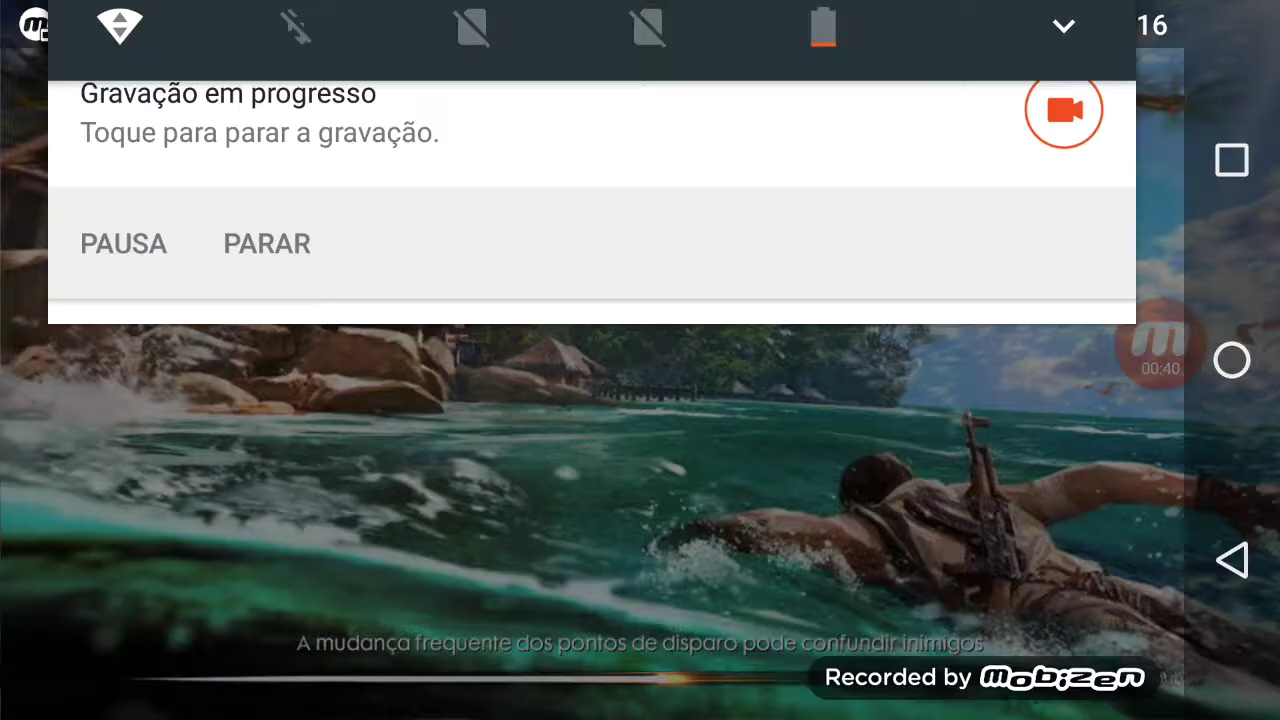 16
Gravação em progresso
Toque para parar a gravação.
PAUSA PARAR
00:40
A mudança frequente dos pontos de disparo pode confundir inimigos
Recorded by mobizen